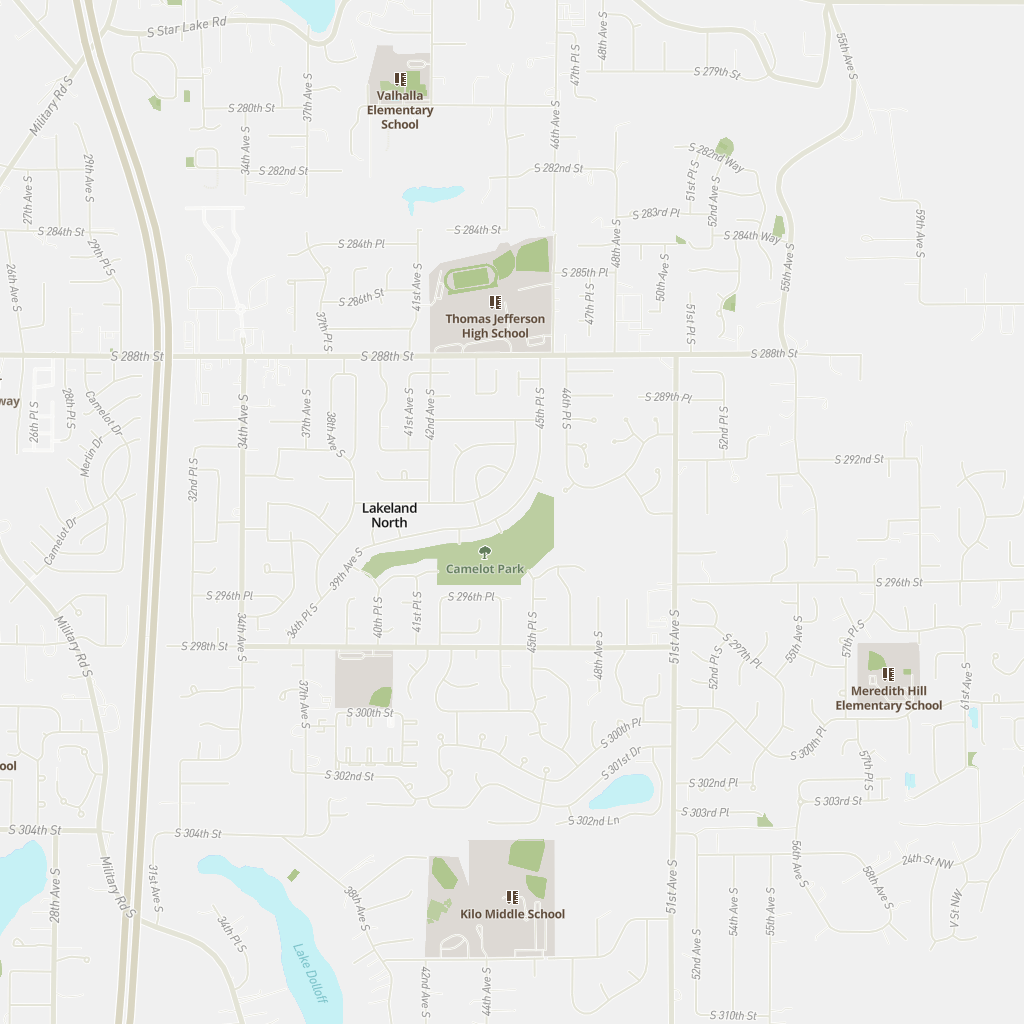 S Star Lake Rd
48th Ave S
47th Pl S
55th Ave S
S 279th St
Military Rd S
37th Ave S
Valhalla
Elementary
School
S 280th St
46th Ave S
34th Ave S
29th Ave S
27th Ave S
S 282nd St
S 282nd St
S 282nd Way
51st Pl S
52nd Ave S
S 283rd Pl
59th Ave S
S 284th St
29th Pl S
S 284th Pl
S 284th St
48th Ave S
S 284th Way
55th Ave S
26th Ave S
S 286th St
41st Ave S
S 285th Pl
47th Pl S
50th Ave S
51st Pl S
37th Pl S
Thomas Jefferson
High School
S 288th St
S 288th St
S 288th St
way
26th Pl S
28th Pl S
Camelot Dr
Merlin Dr
34th Ave S
37th Ave S
38th Ave S
41st Ave S
42nd Ave S
45th Pl S
46th Pl S
S 289th Pl
52nd Pl S
32nd Pl S
S 292nd St
Lakeland
North
Camelot Dr
39th Ave S
Camelot Park
S 296th Pl
S 296th Pl
S 296th St
36th Pl S
40th Pl S
41st Pl S
45th Pl S
34th Ave S
Military Rd S
S 298th St
48th Ave S
51st Ave S
52nd Pl S
S 297th Pl
55th Ave S
57th Pl S
37th Ave S
61st Ave S
Meredith Hill
Elementary School
S 300th St
S 300th Pl
S 300th Pl
S 301st Dr
57th Pl S
ool
S 302nd St
S 302nd Pl
S 303rd St
S 303rd Pl
S 302nd Ln
S 304th St
S 304th St
56th Ave S
24th St NW
28th Ave S
Military Rd S
31st Ave S
38th Ave S
34th Pl S
51st Ave S
58th Ave S
V St NW
Kilo Middle School
54th Ave S
55th Ave S
52nd Ave S
Lake Dolloff
42nd Ave S
44th Ave S
S 310th St